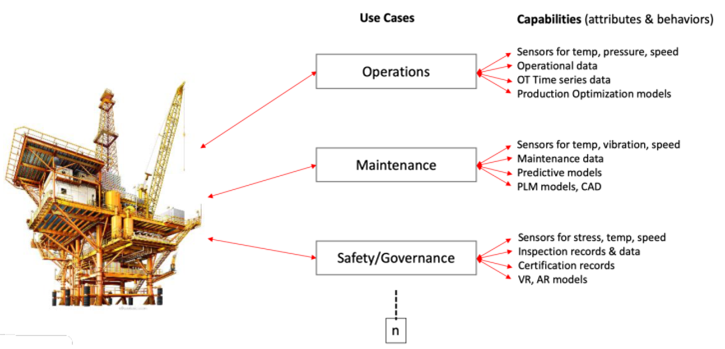 Use Cases
Capabilities (attributes & behaviors)
Operations
Sensors for temp, pressure, speed
Operational data
OT Time series data
Production Optimization models
Maintenance
Sensors for temp, vibration, speed
Maintenance data
Predictive models
PLM models, CAD
Safety/Governance
Sensors for stress, temp, speed
Inspection records & data
Certification records
VR, AR models
n